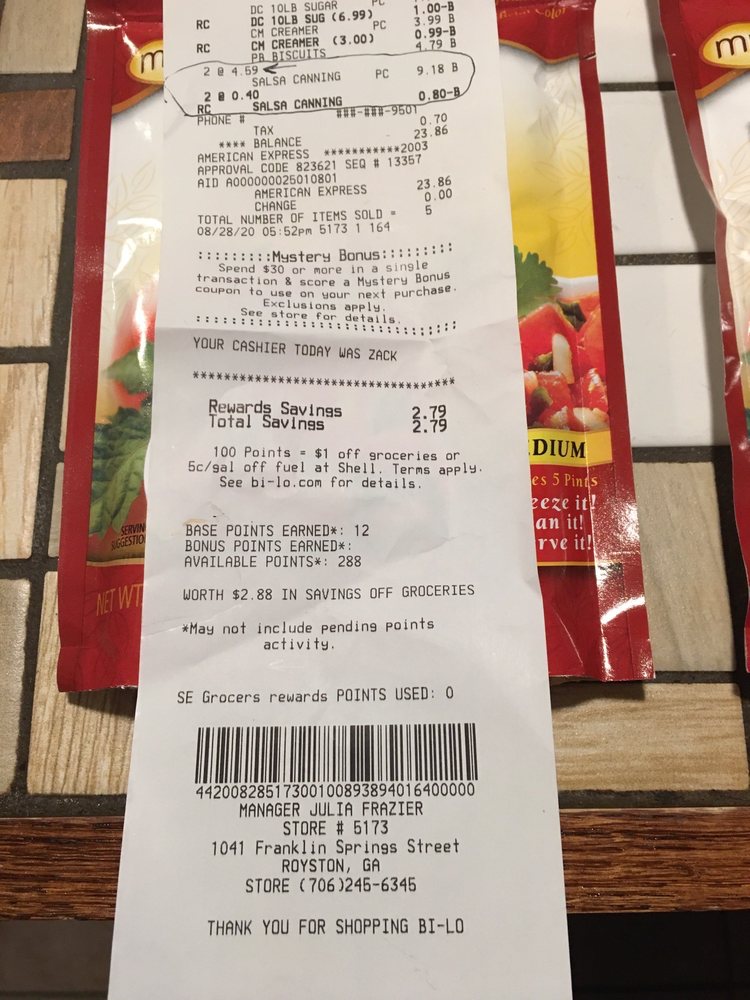 DC 10LB SUGAR PC
RC DC 10LB SUG (6.99) 1.00-B
CM CREAMER PC 3.99 B
RC CM CREAMER (3.00) 0.99-B
PB BISCUITS 4.79 B
2 @ 4.59
SALSA CANNING PC 9.18 B
2 @ 0.40
RC SALSA CANNING 0.80-B
PHONE # ###-###-9501
TAX 0.70
**** BALANCE 23.86
AMERICAN EXPRESS ***********2003
APPROVAL CODE 823621 SEQ # 13357
AID A000000025010801
AMERICAN EXPRESS 23.86
CHANGE 0.00
TOTAL NUMBER OF ITEMS SOLD = 5
08/28/20 05:52pm 5173 1 164
:::::::::Mystery Bonus:::::::::
Spend $30 or more in a single
transaction & score a Mystery Bonus
coupon to use on your next purchase.
Exclusions apply.
See store for details.
YOUR CASHIER TODAY WAS ZACK
Rewards Savings 2.79
Total Savings 2.79
100 Points = $1 off groceries or
5c/gal off fuel at Shell. Terms apply.
See bi-lo.com for details.
BASE POINTS EARNED*: 12
BONUS POINTS EARNED*:
AVAILABLE POINTS*: 288
WORTH $2.88 IN SAVINGS OFF GROCERIES
*May not include pending points
activity.
SE Grocers rewards POINTS USED: 0
44200828517300100893894016400000
MANAGER JULIA FRAZIER
STORE # 5173
1041 Franklin Springs Street
ROYSTON, GA
STORE (706)245-6345
THANK YOU FOR SHOPPING BI-LO
m
SERVIN
SUGGESTIO
NET WT
DIUM
es 5 Pints
eeze it!
an it!
rve it!
m